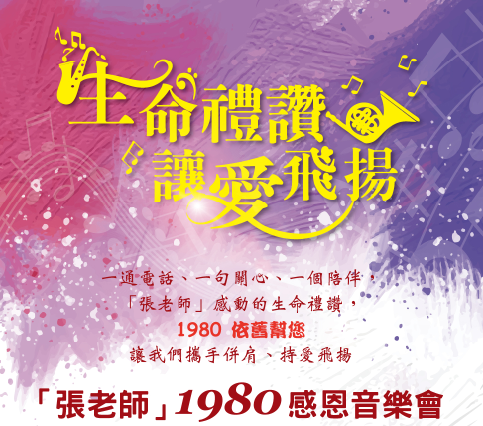 生命禮讚
讓愛飛揚
一通電話、一句關心、一個陪伴，
「張老師」感動的生命禮讚，
1980 依舊幫您
讓我們攜手併肩、持愛飛揚
「張老師」1980感恩音樂會